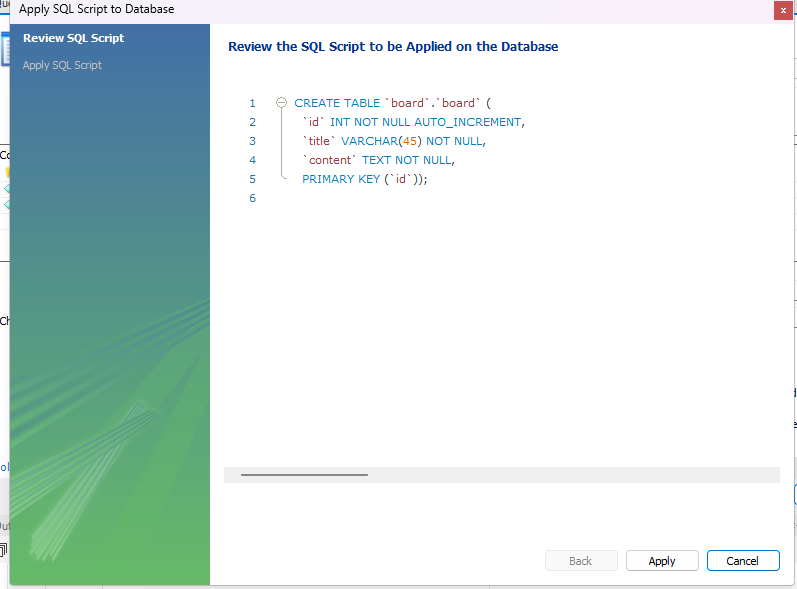 Apply SQL Script to Database
Review SQL Script
Apply SQL Script
Review the SQL Script to be Applied on the Database
1 CREATE TABLE `board`.`board` (
2 `id` INT NOT NULL AUTO_INCREMENT,
3 `title` VARCHAR(45) NOT NULL,
4 `content` TEXT NOT NULL,
5 PRIMARY KEY (`id`));
6
Back Apply Cancel